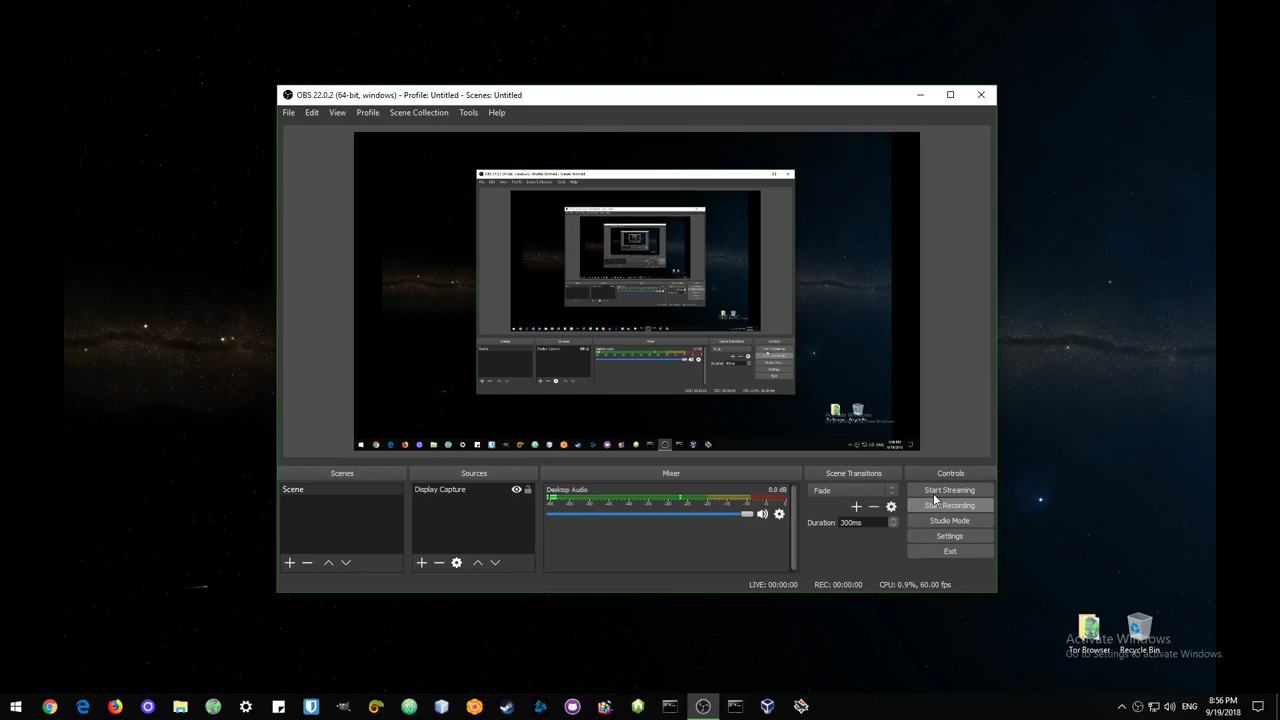 OBS 22.0.2 (64-bit, windows) - Profile: Untitled - Scenes: Untitled
File Edit View Profile Scene Collection Tools Help
Scenes Sources Mixer Scene Transitions Controls
Scene
Display Capture
Desktop Audio 0.0 dB
Fade
Duration 300ms
Start Streaming
Start Recording
Studio Mode
Settings
Exit
LIVE: 00:00:00 REC: 00:00:00 CPU: 0.9%, 60.00 fps
Tor Browser
Recycle Bin
Activate Windows
Go to Settings to activate Windows.
ENG
8:56 PM
9/19/2018